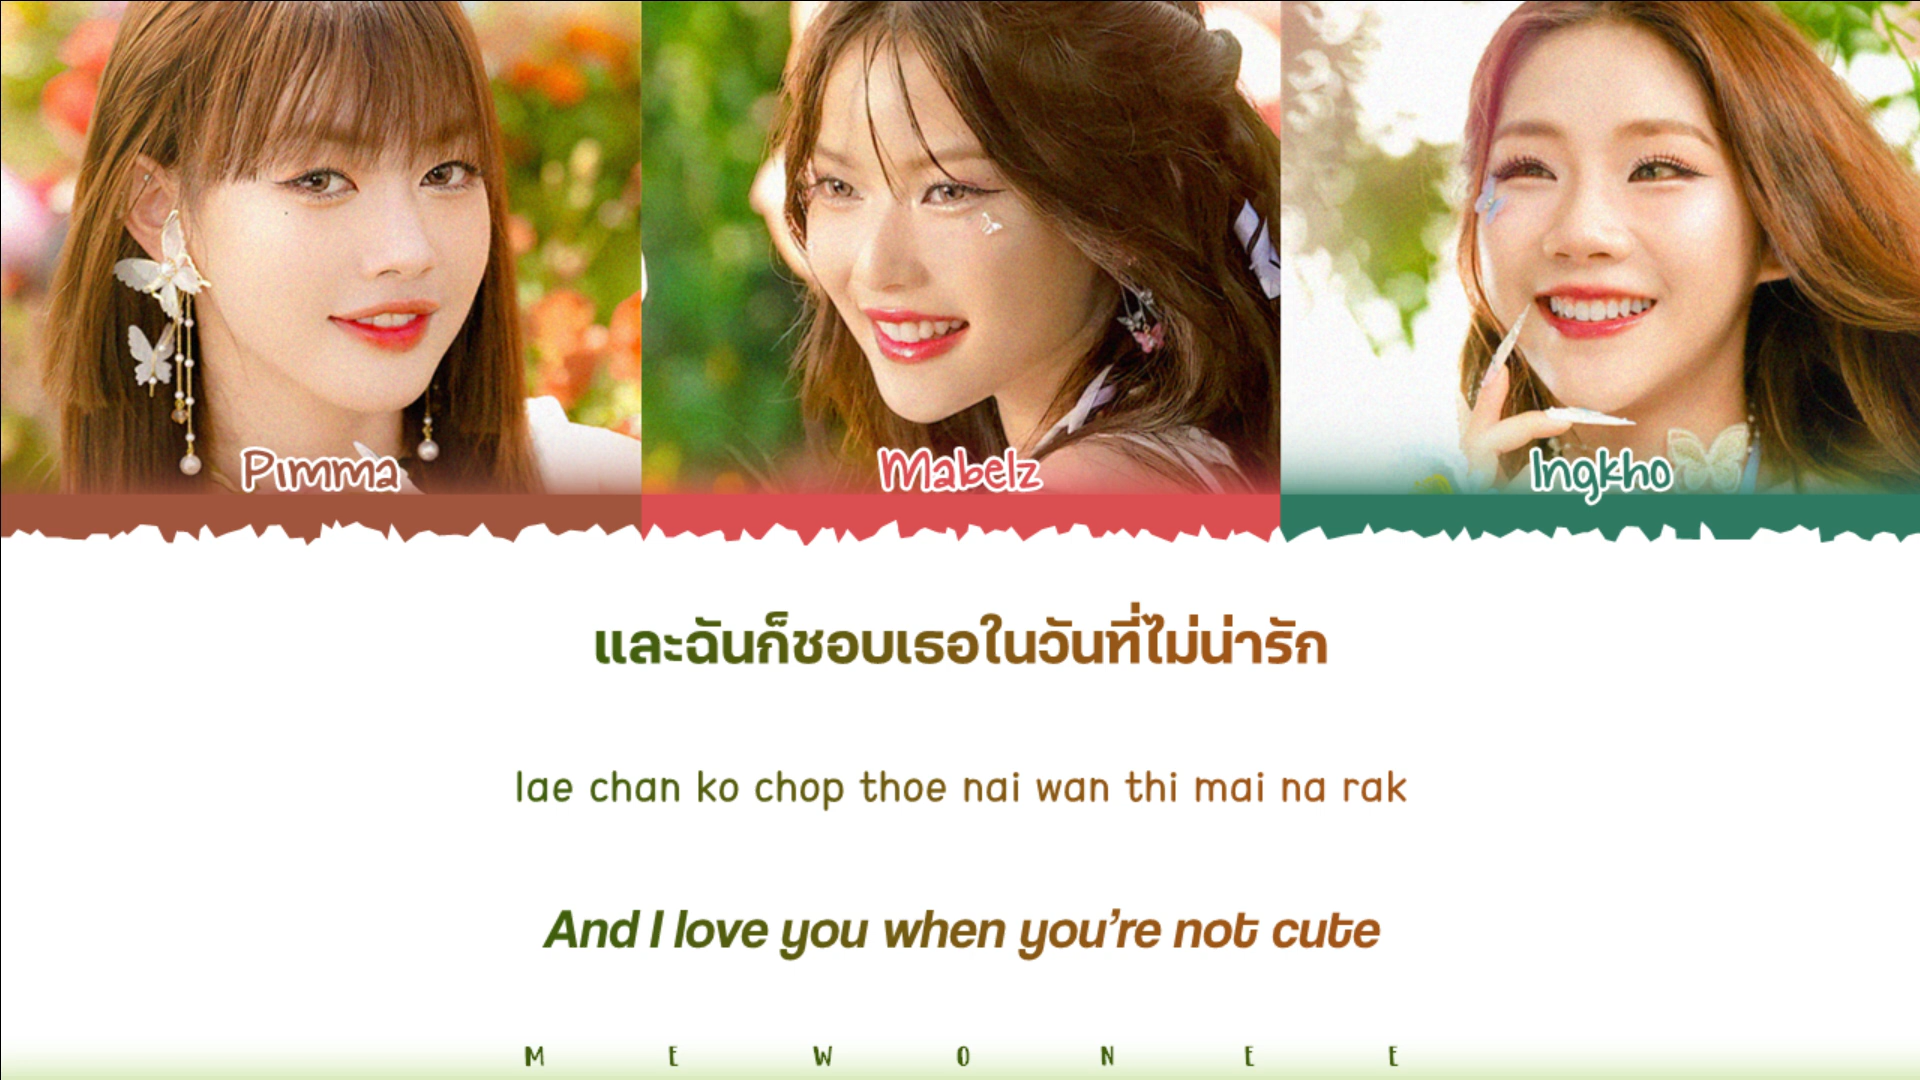 Pimma
Mabelz
Ingkho
และฉันก็ชอบเธอในวันที่ไม่น่ารัก
lae chan ko chop thoe nai wan thi mai na rak
And I love you when you're not cute
M E W O N E E